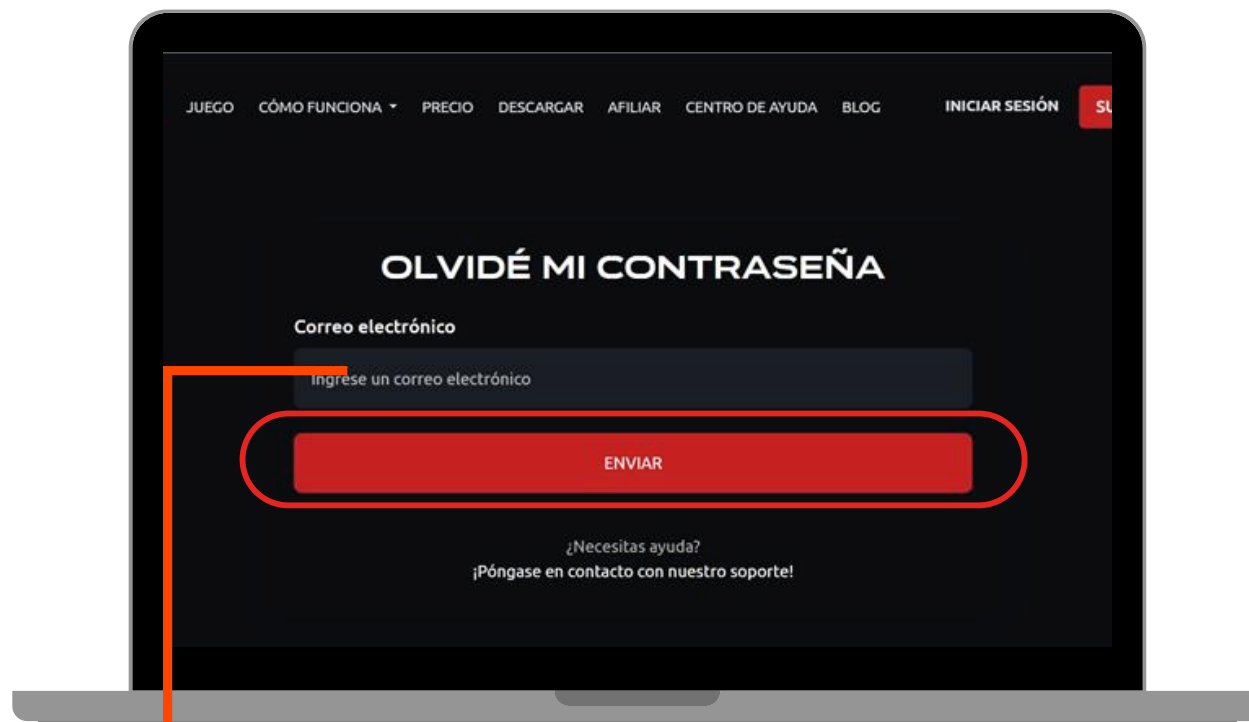 JUEGO CÓMO FUNCIONA PRECIO DESCARGAR AFILIAR CENTRO DE AYUDA BLOG INICIAR SESIÓN
OLVIDÉ MI CONTRASEÑA
Correo electrónico
Ingrese un correo electrónico
ENVIAR
¿Necesitas ayuda?
¡Póngase en contacto con nuestro soporte!